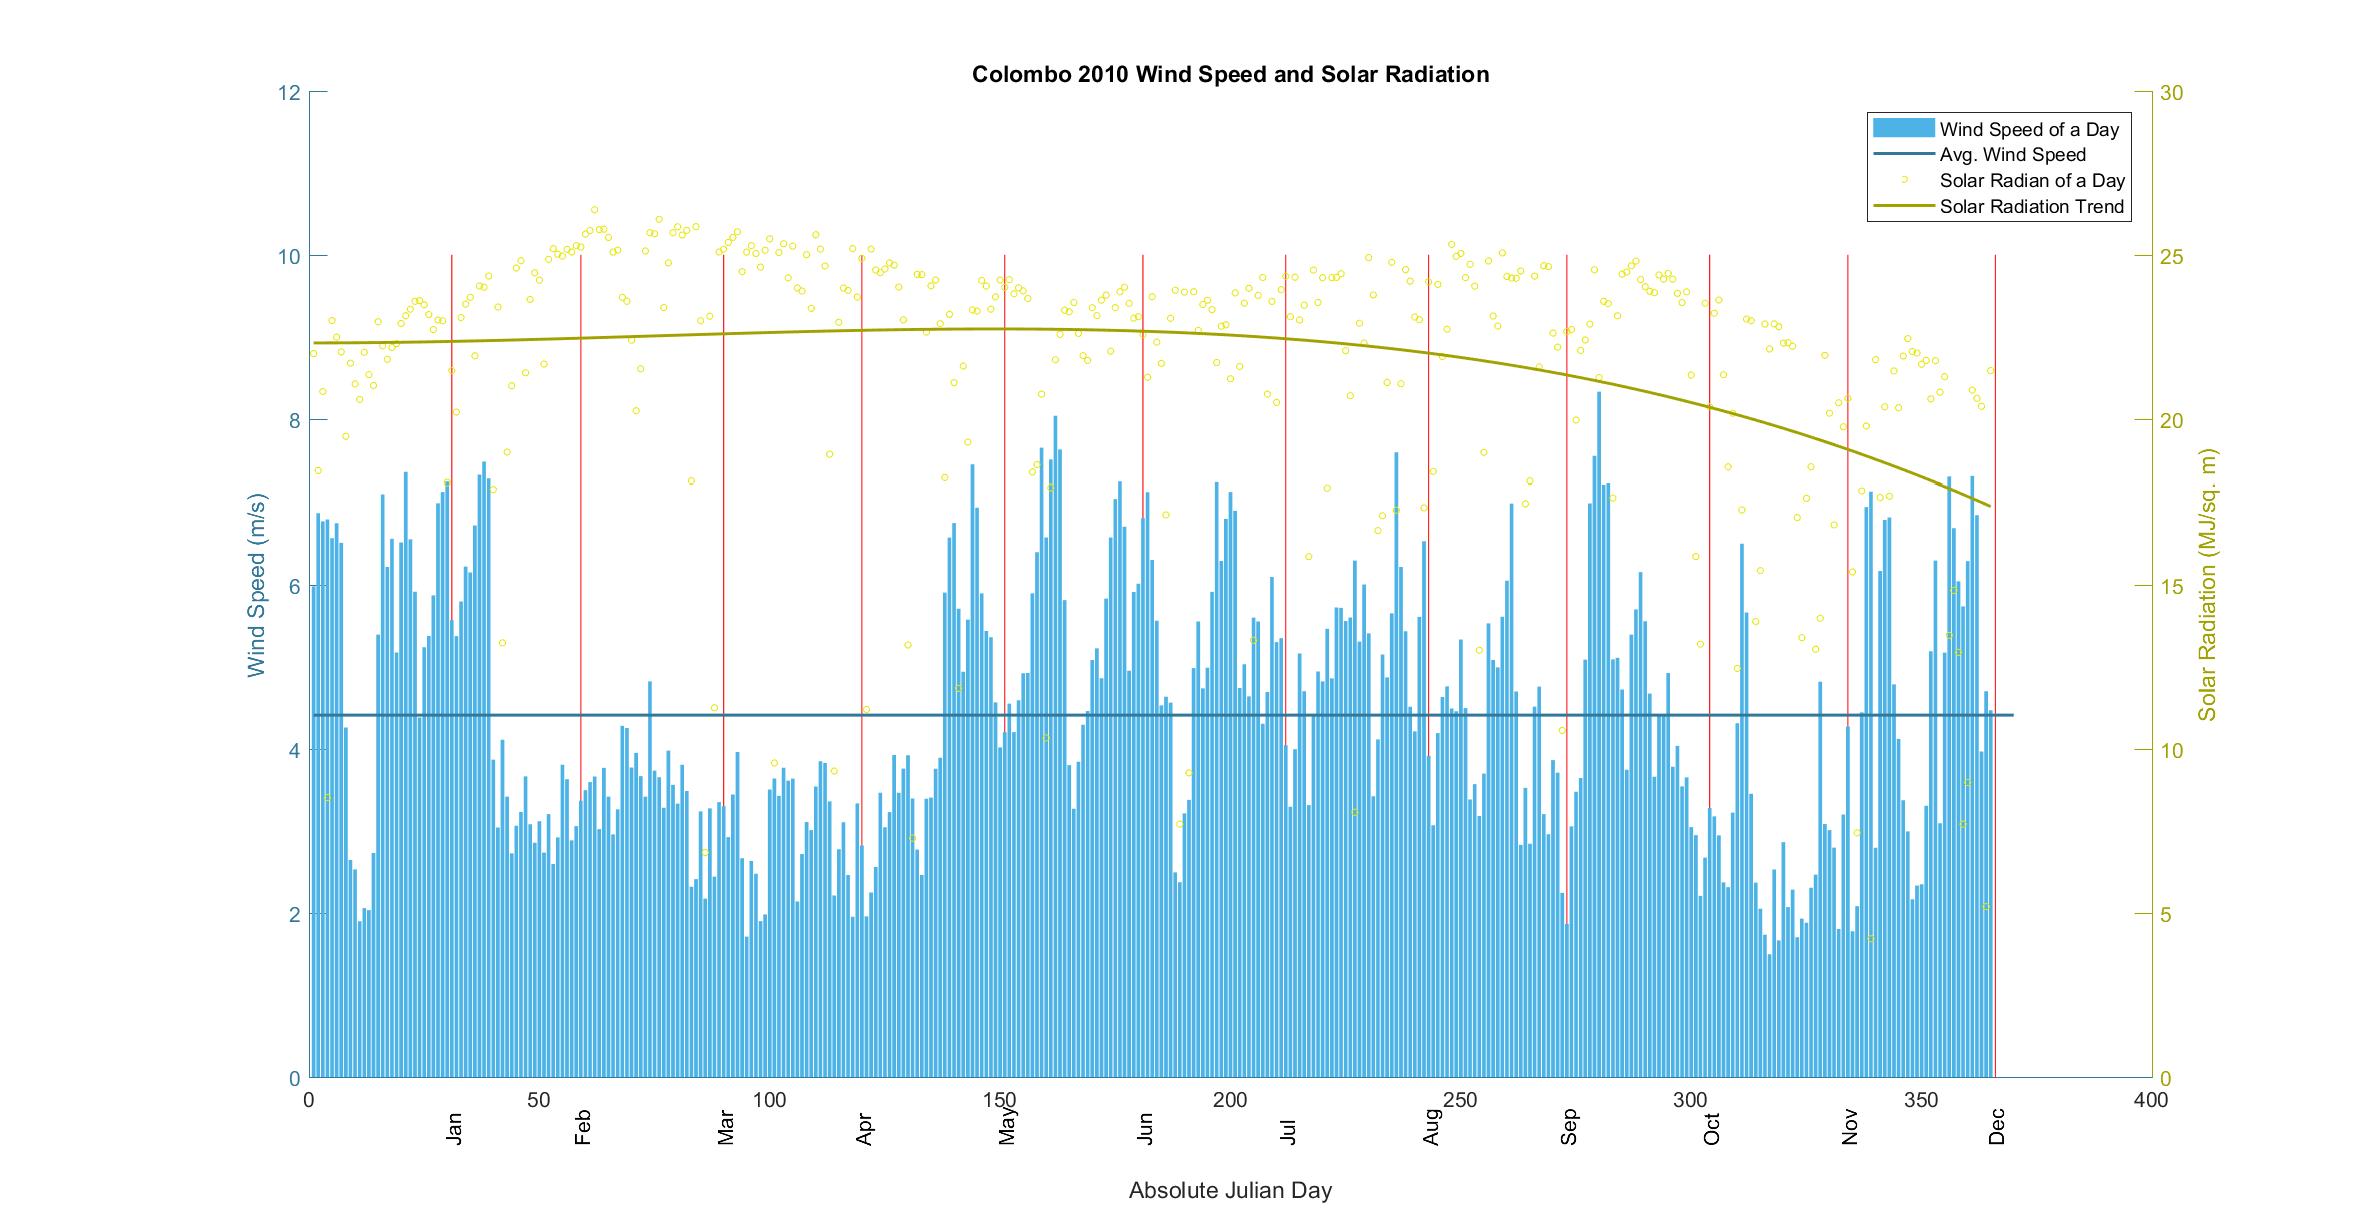 Colombo 2010 Wind Speed and Solar Radiation
12
10
8
6
4
2
0
Wind Speed (m/s)
30
25
20
15
10
5
0
Solar Radiation (MJ/sq. m)
Wind Speed of a Day
Avg. Wind Speed
Solar Radian of a Day
Solar Radiation Trend
0 50 100 150 200 250 300 350 400
Jan Feb Mar Apr May Jun Jul Aug Sep Oct Nov Dec
Absolute Julian Day